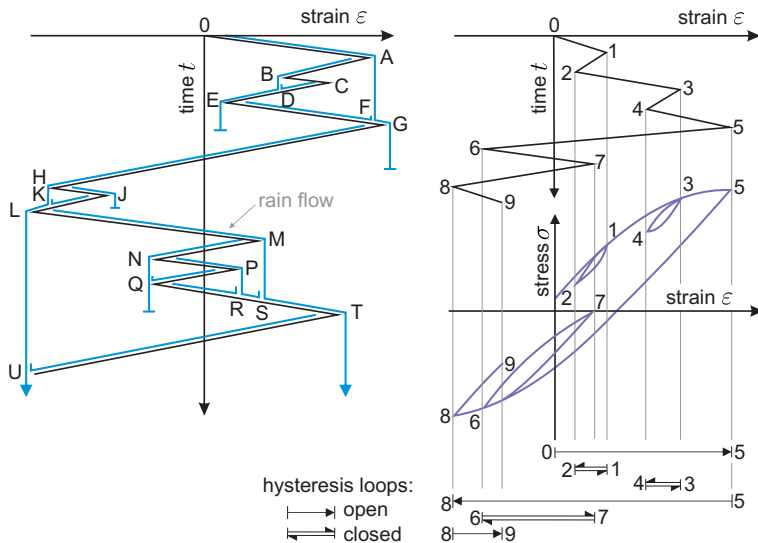 0
strain ε
time t
A
B
C
E
D
F
G
H
K
J
L
rain flow
M
N
P
Q
R
S
T
U
0
strain ε
time t
1
2
3
4
5
6
7
8
9
stress σ
1
2
3
4
5
strain ε
7
9
6
8
0
5
2
1
4
3
8
5
6
7
8
9
hysteresis loops:
open
closed